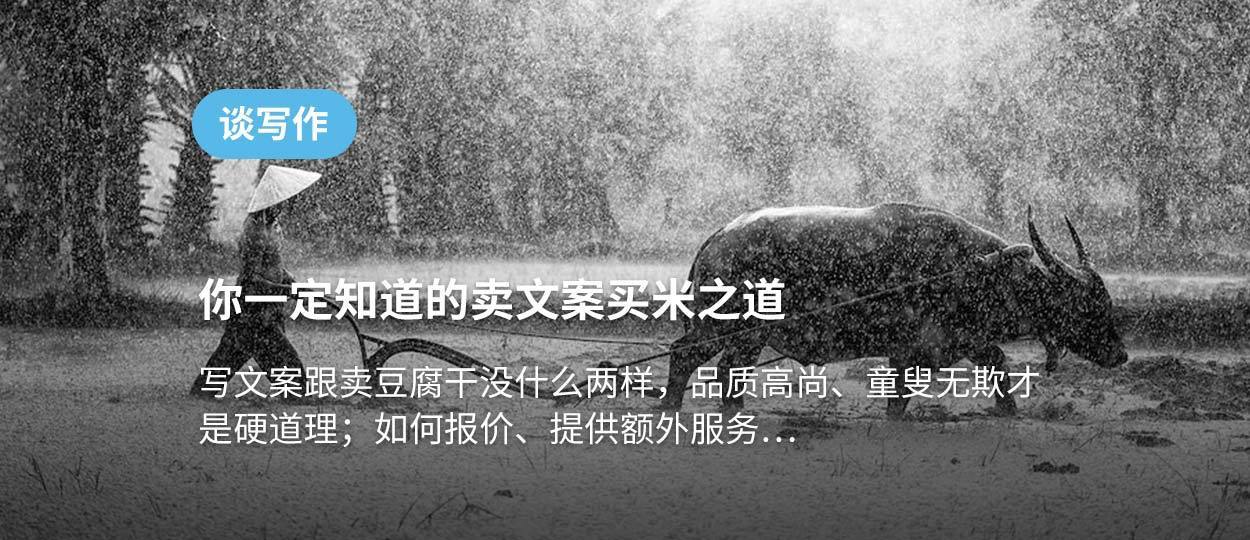 谈写作
你一定知道的卖文案买米之道
写文案跟卖豆腐干没什么两样，品质高尚、童叟无欺才
是硬道理；如何报价、提供额外服务…